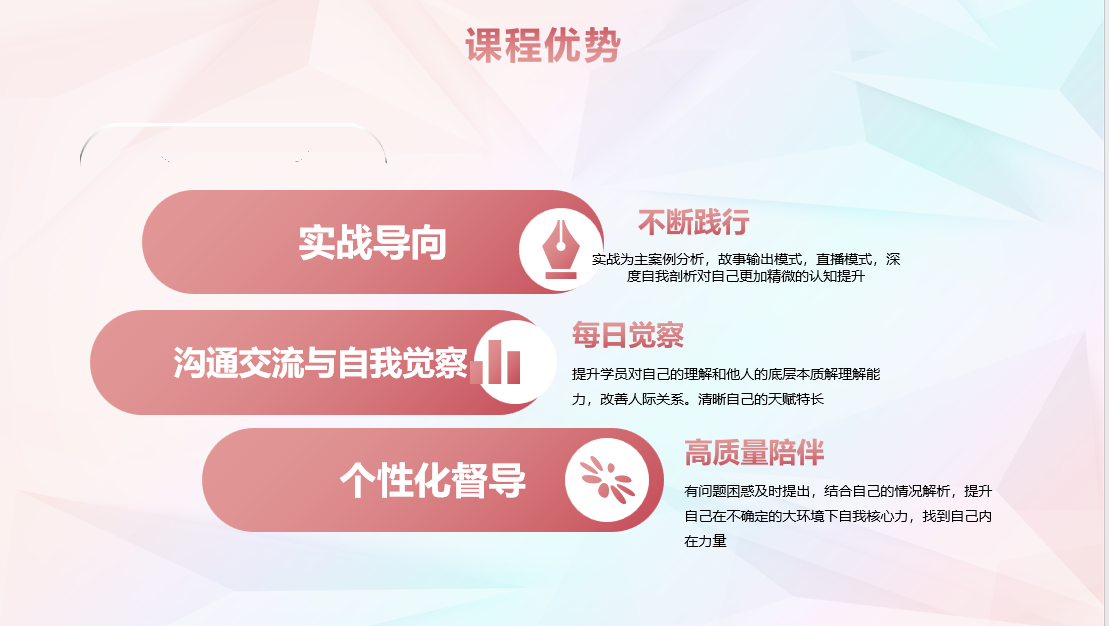 课程优势
实战导向
不断践行
实战为主案例分析，故事输出模式，直播模式，深
度自我剖析对自己更加精微的认知提升
沟通交流与自我觉察
每日觉察
提升学员对自己的理解和他人的底层本质解理解能
力，改善人际关系。清晰自己的天赋特长
个性化督导
高质量陪伴
有问题困惑及时提出，结合自己的情况解析，提升
自己在不确定的大环境下自我核心力，找到自己内
在力量